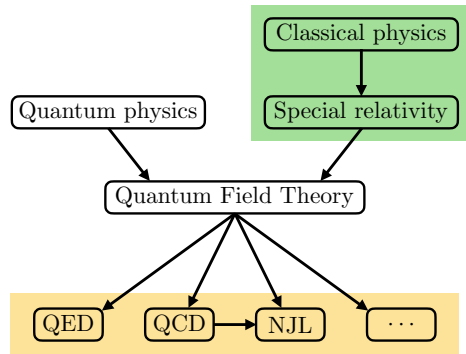 Classical physics
Quantum physics
Special relativity
Quantum Field Theory
QED
QCD
NJL
···